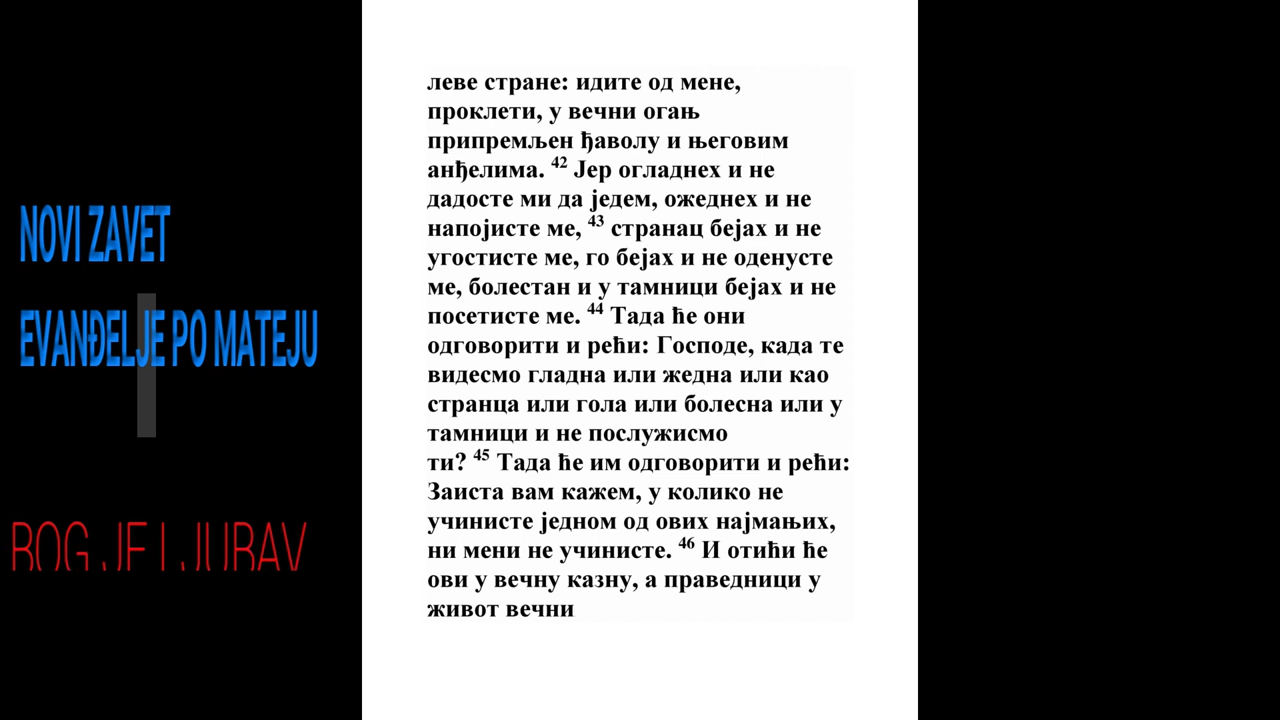 NOVI ZAVET
EVANĐELJE PO MATEJU
BOG JE LJUBAV
леве стране: идите од мене,
проклети, у вечни огањ
припремљен ђаволу и његовим
анђелима. 42 Јер огладнех и не
дадосте ми да једем, ожеднех и не
напојисте ме, 43 странац бејах и не
угостисте ме, го бејах и не оденусте
ме, болестан и у тамници бејах и не
посетисте ме. 44 Тада ће они
одговорити и рећи: Господе, када те
видесмо гладна или жедна или као
странца или гола или болесна или у
тамници и не послужисмо
ти? 45 Тада ће им одговорити и рећи:
Заиста вам кажем, у колико не
учинисте једном од ових најмањих,
ни мени не учинисте. 46 И отићи ће
ови у вечну казну, а праведници у
живот вечни